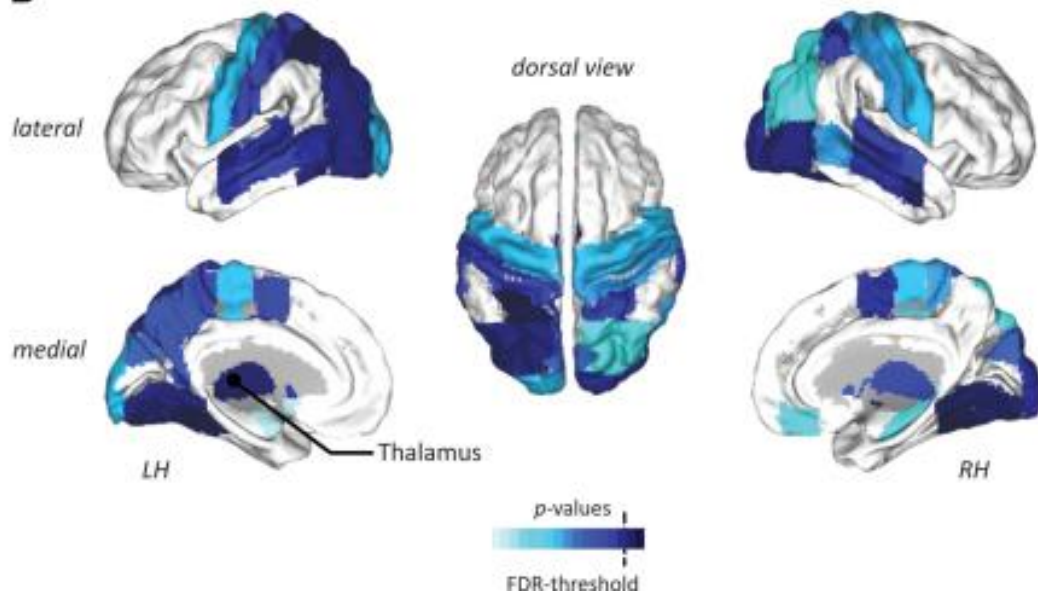 dorsal view
lateral
medial
Thalamus
LH
RH
p-values
FDR-threshold